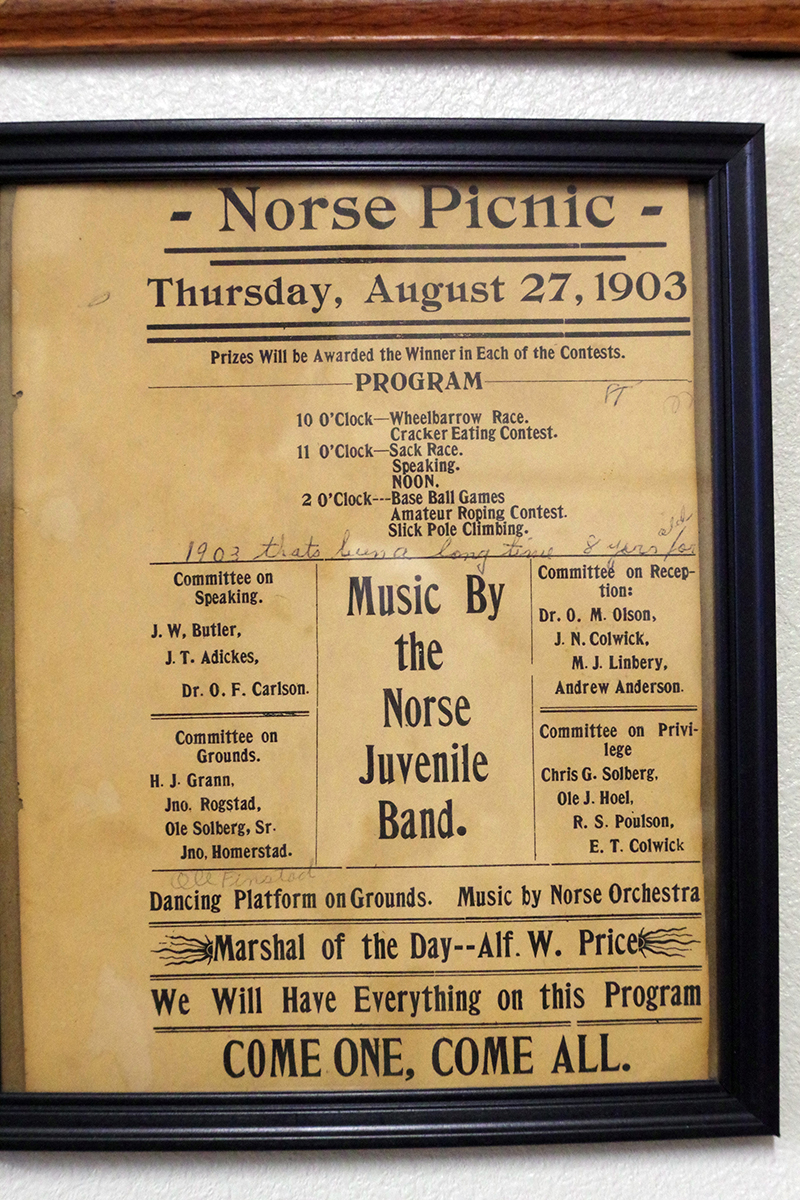 - Norse Picnic -
Thursday, August 27, 1903
Prizes Will be Awarded the Winner in Each of the Contests.
PROGRAM
10 O'Clock—Wheelbarrow Race.
Cracker Eating Contest.
11 O'Clock—Sack Race.
Speaking.
NOON.
2 O'Clock---Base Ball Games
Amateur Roping Contest.
Slick Pole Climbing.
1903 thats been a long time 8 years old
Committee on
Speaking.
J. W. Butler,
J. T. Adickes,
Dr. O. F. Carlson.
Committee on
Grounds.
H. J. Grann,
Jno. Rogstad,
Ole Solberg, Sr.
Jno. Homerstad.
Ole Finstad
Music By
the
Norse
Juvenile
Band.
Committee on Recep-
tion:
Dr. O. M. Olson,
J. N. Colwick,
M. J. Linbery,
Andrew Anderson.
Committee on Privi-
lege
Chris G. Solberg,
Ole J. Hoel,
R. S. Poulson,
E. T. Colwick
Dancing Platform on Grounds. Music by Norse Orchestra
Marshal of the Day--Alf. W. Price
We Will Have Everything on this Program
COME ONE, COME ALL.